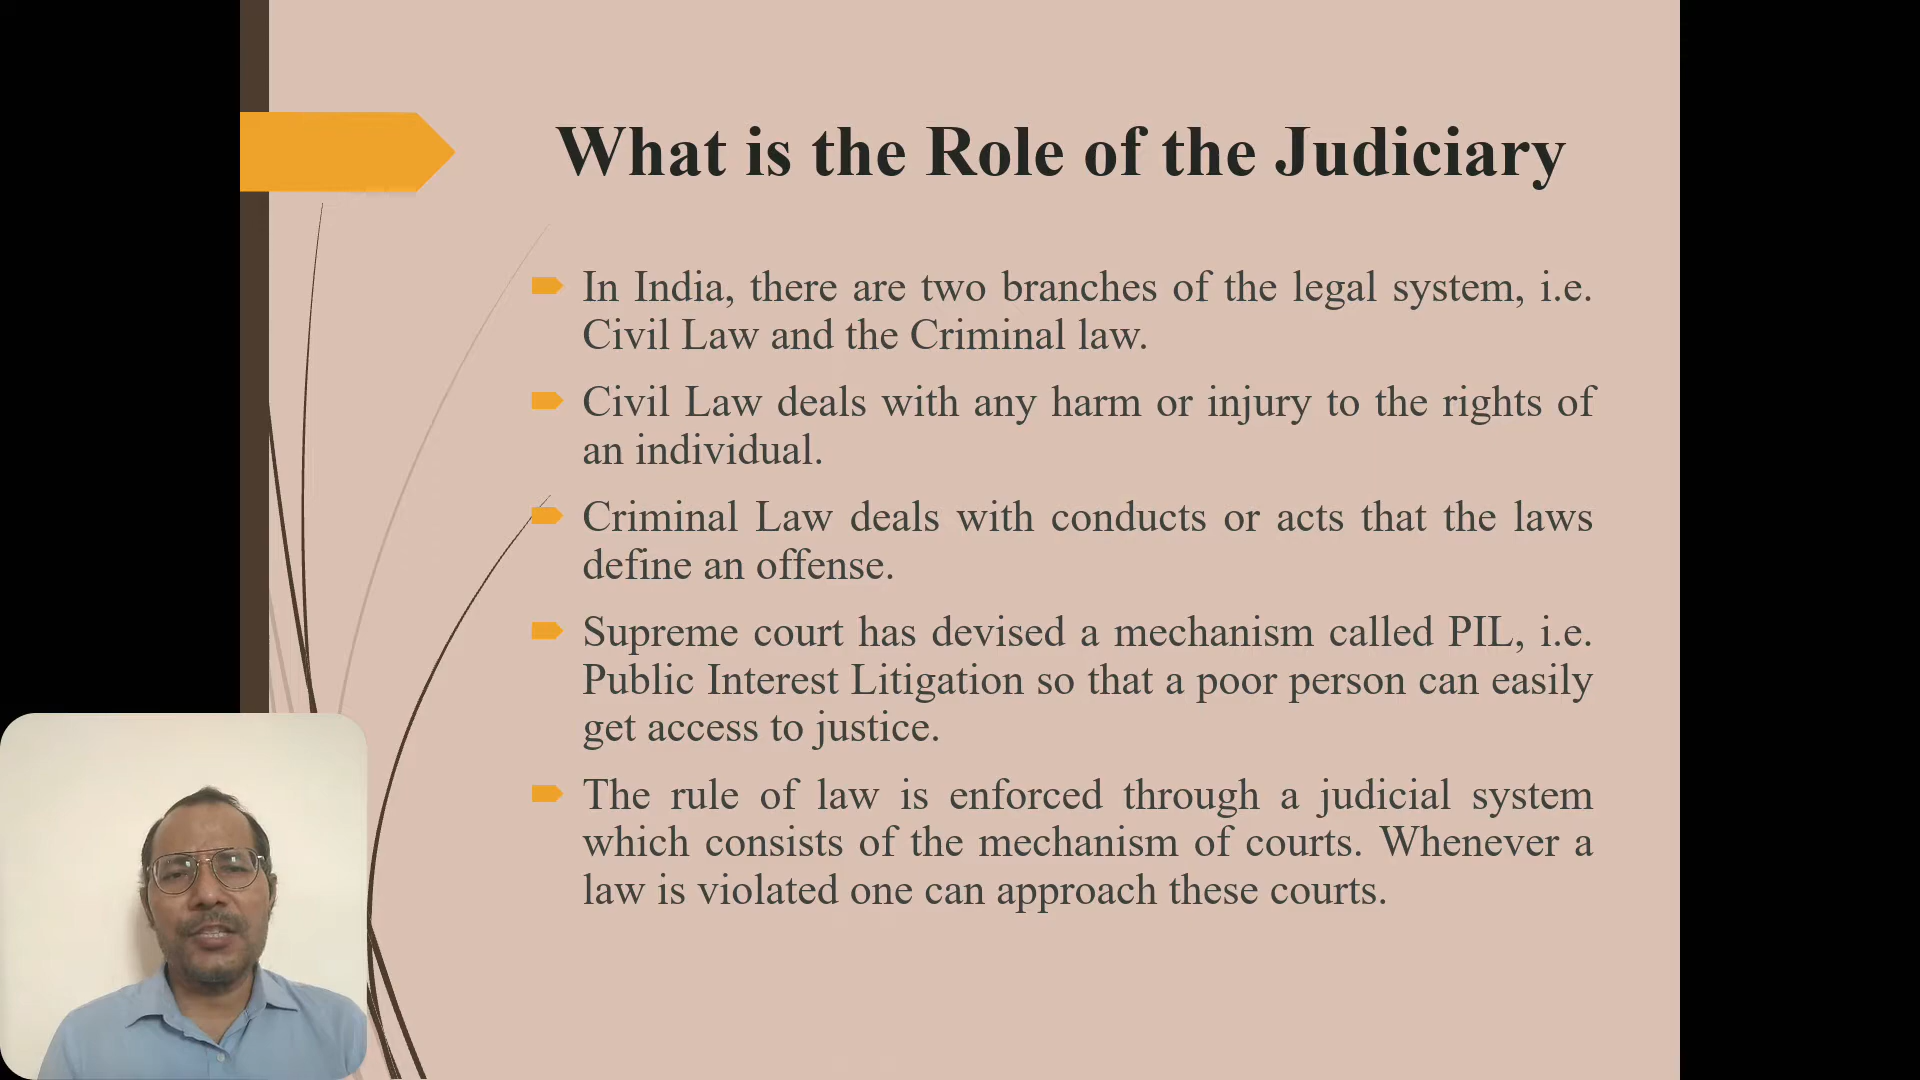 What is the Role of the Judiciary
In India, there are two branches of the legal system, i.e.
Civil Law and the Criminal law.
Civil Law deals with any harm or injury to the rights of
an individual.
Criminal Law deals with conducts or acts that the laws
define an offense.
Supreme court has devised a mechanism called PIL, i.e.
Public Interest Litigation so that a poor person can easily
get access to justice.
The rule of law is enforced through a judicial system
which consists of the mechanism of courts. Whenever a
law is violated one can approach these courts.